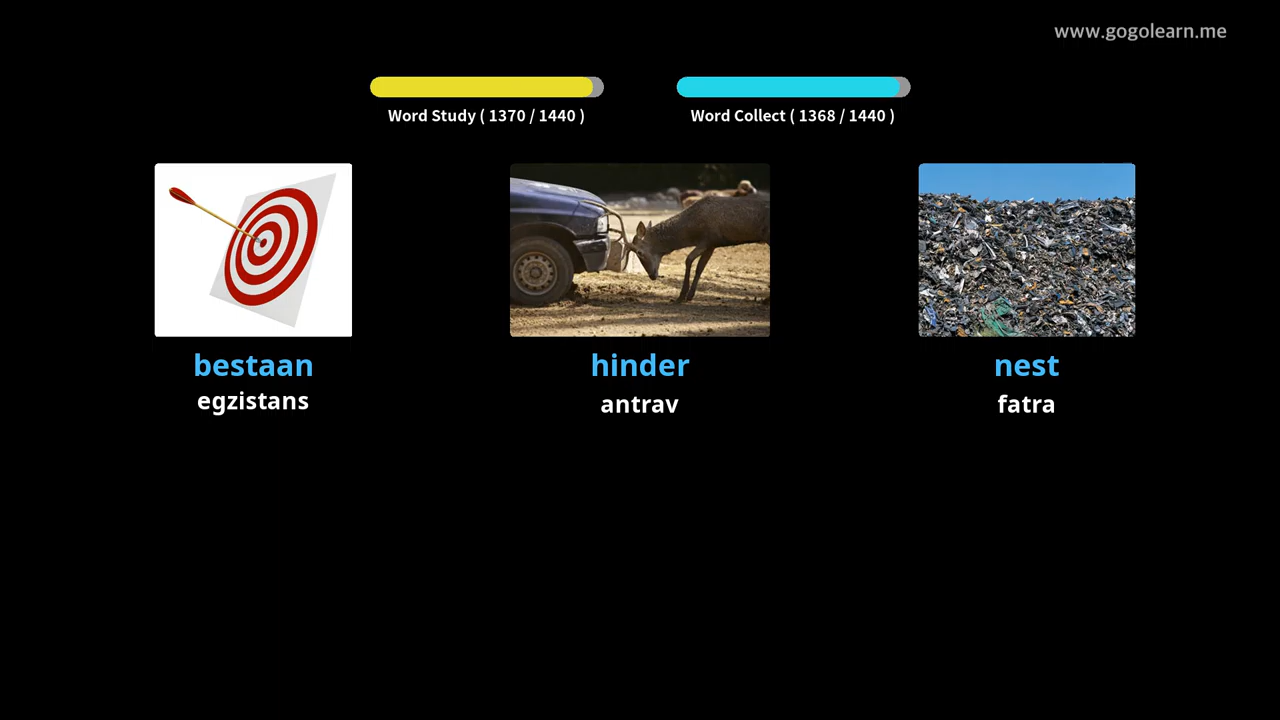 www.gogolearn.me
Word Study ( 1370 / 1440 )
Word Collect ( 1368 / 1440 )
bestaan
egzistans
hinder
antrav
nest
fatra